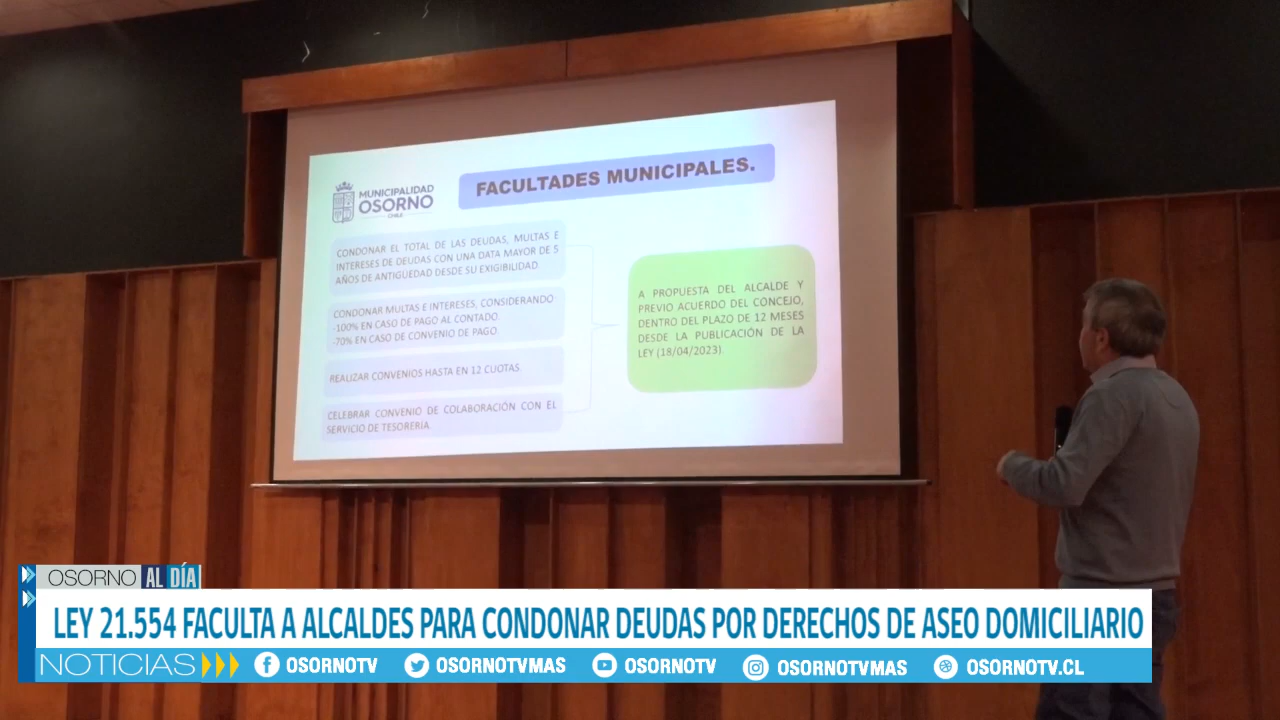 MUNICIPALIDAD
OSORNO
CHILE
FACULTADES MUNICIPALES.
CONDONAR EL TOTAL DE LAS DEUDAS, MULTAS E
INTERESES DE DEUDAS CON UNA DATA MAYOR DE 5
AÑOS DE ANTIGUEDAD DESDE SU EXIGIBILIDAD
CONDONAR MULTAS E INTERESES, CONSIDERANDO
-100% EN CASO DE PAGO AL CONTADO.
-70% EN CASO DE CONVENIO DE PAGO.
REALIZAR CONVENIOS HASTA EN 12 CUOTAS.
CELEBRAR CONVENIO DE COLABORACIÓN CON EL
SERVICIO DE TESORERÍA.
A PROPUESTA DEL ALCALDE Y
PREVIO ACUERDO DEL CONCEJO,
DENTRO DEL PLAZO DE 12 MESES
DESDE LA PUBLICACIÓN DE LA
LEY (18/04/2023).
OSORNO AL DÍA
LEY 21.554 FACULTA A ALCALDES PARA CONDONAR DEUDAS POR DERECHOS DE ASEO DOMICILIARIO
NOTICIAS OSORNOTV OSORNOTVMAS OSORNOTV OSORNOTVMAS OSORNOTV.CL